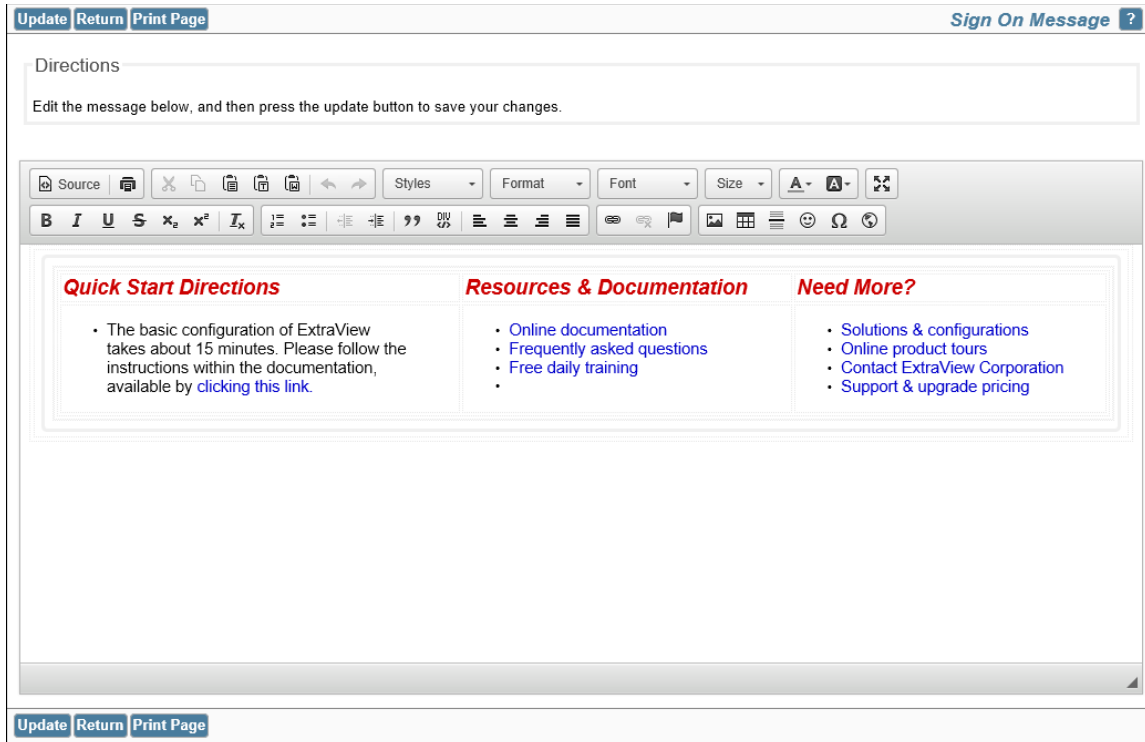 Update Return Print Page Sign On Message ?
Directions
Edit the message below, and then press the update button to save your changes.
Source Styles Format Font Size A A
B I U S x₂ x² Iₓ DIV Ω
Quick Start Directions Resources & Documentation Need More?
• The basic configuration of ExtraView
takes about 15 minutes. Please follow the
instructions within the documentation,
available by clicking this link.
• Online documentation
• Frequently asked questions
• Free daily training
•
• Solutions & configurations
• Online product tours
• Contact ExtraView Corporation
• Support & upgrade pricing
Update Return Print Page